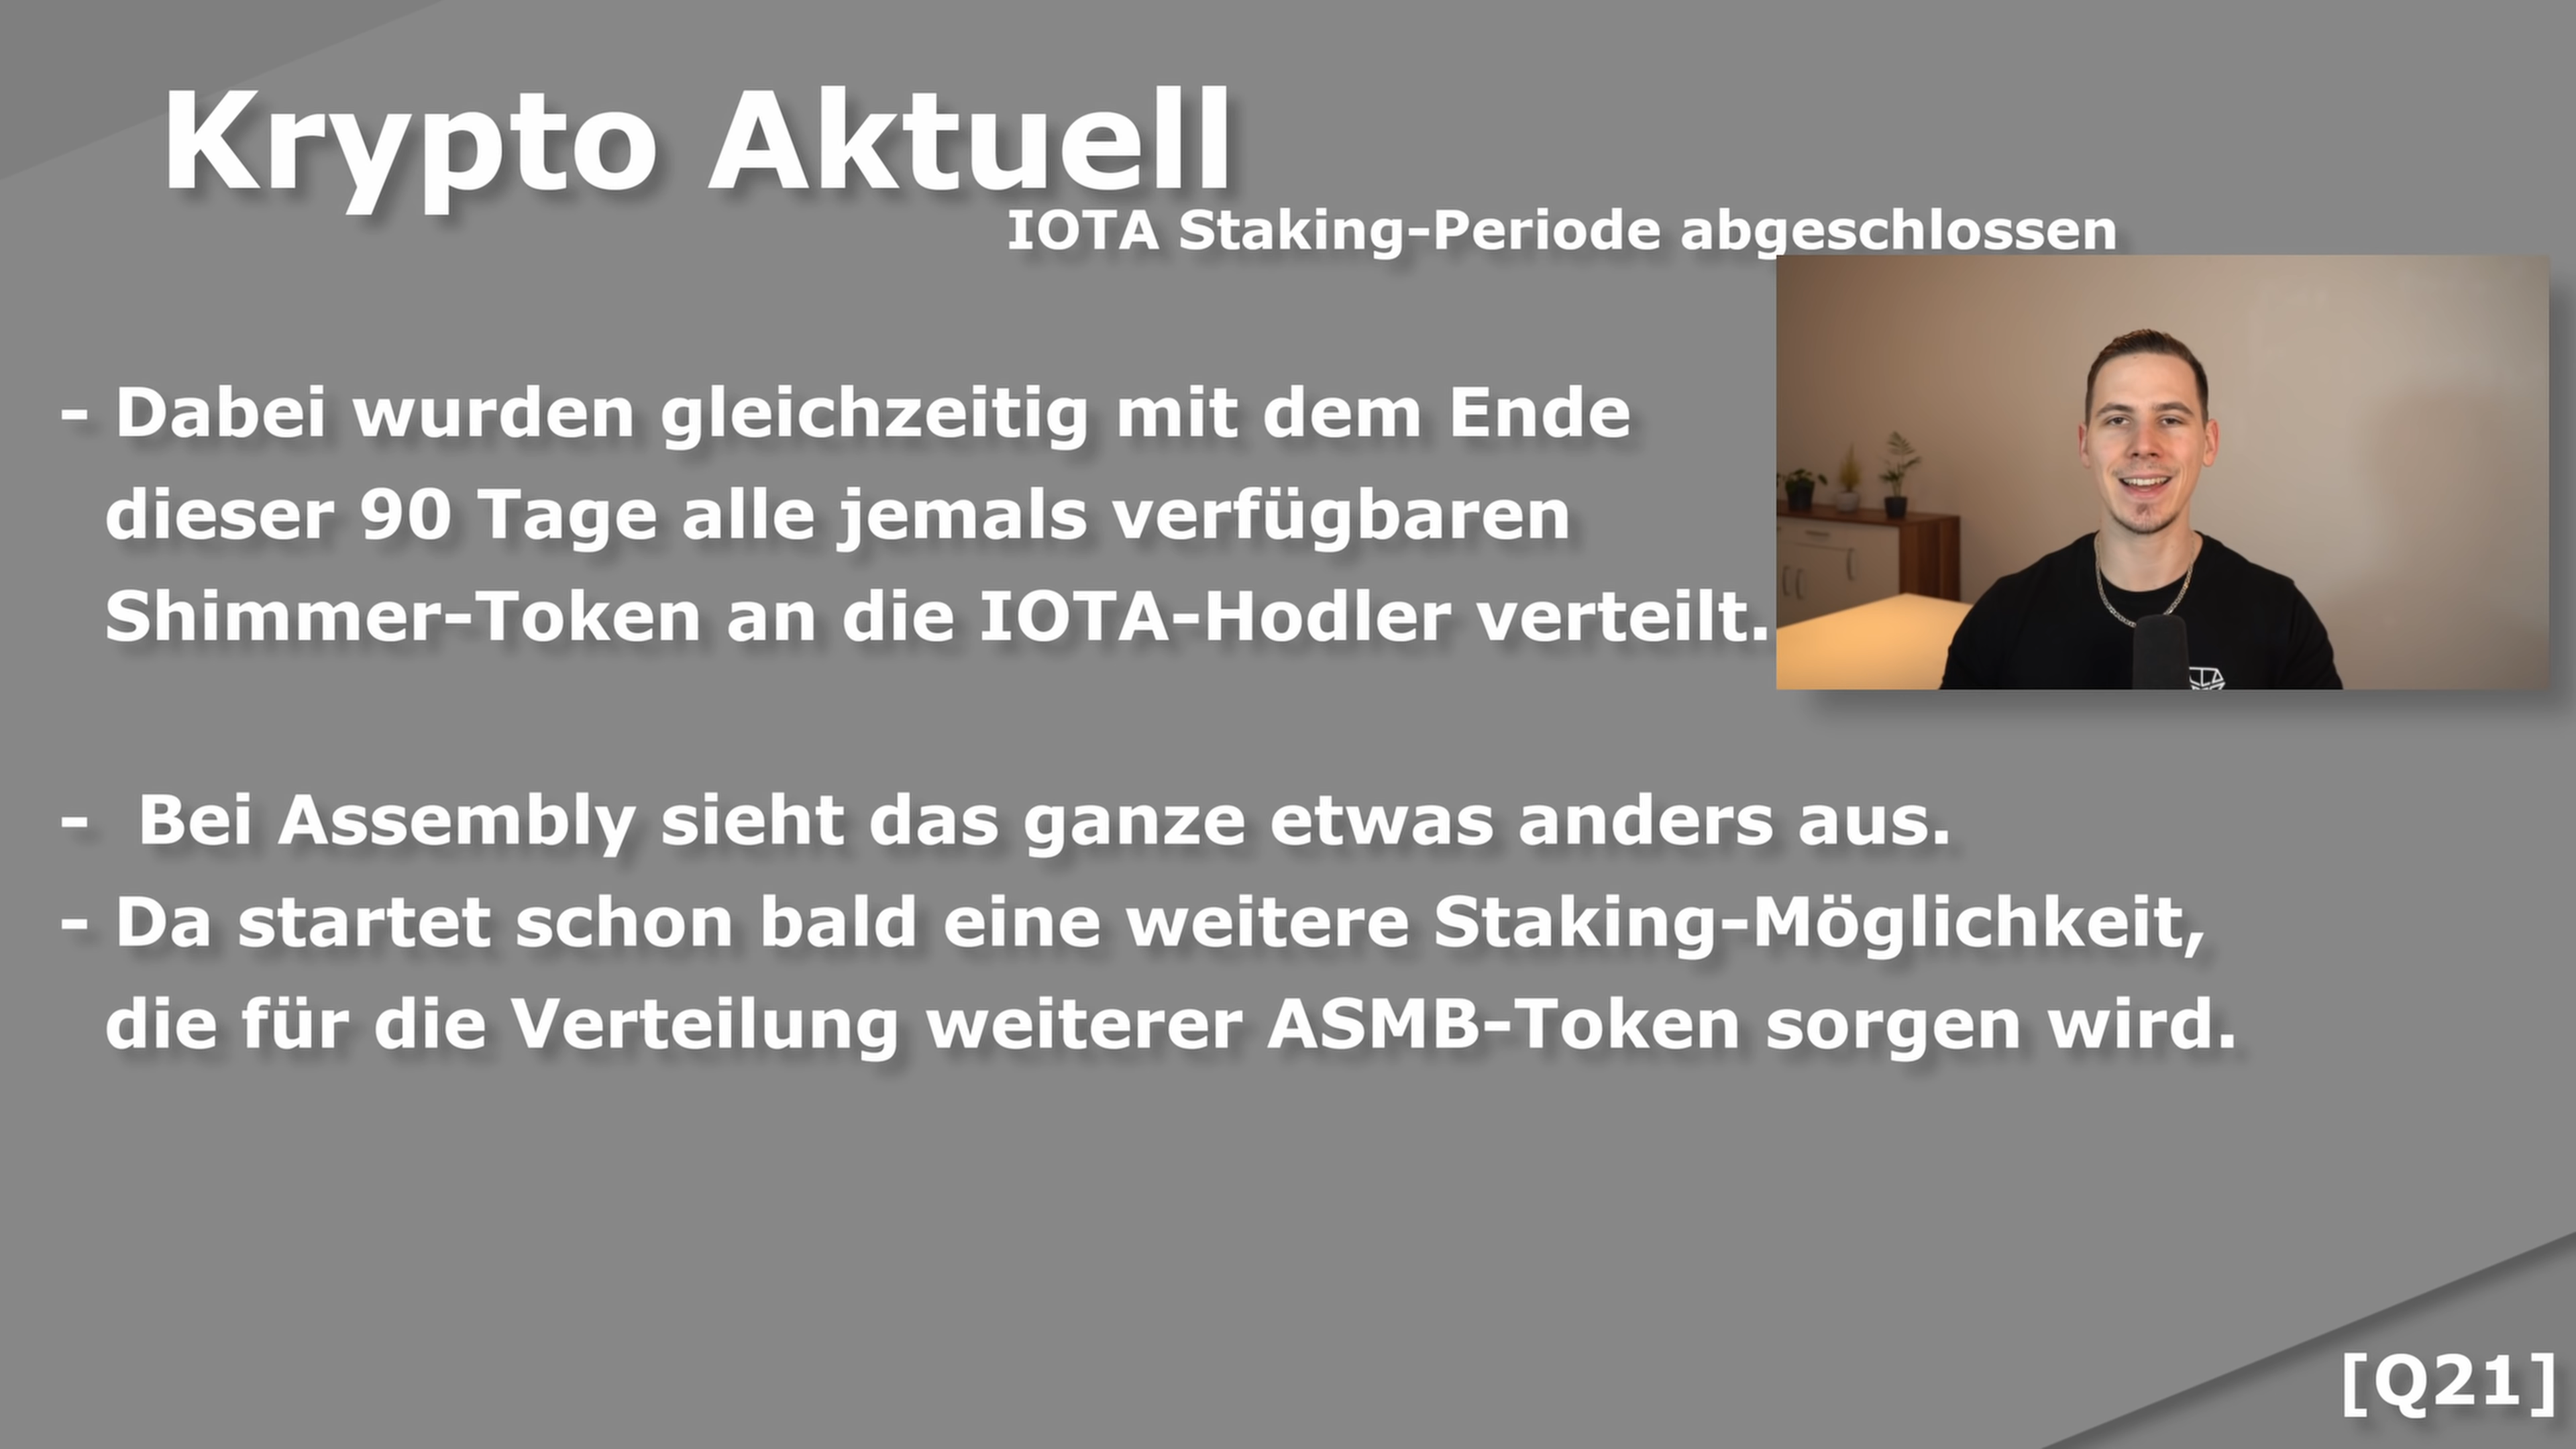 Krypto Aktuell
IOTA Staking-Periode abgeschlossen
- Dabei wurden gleichzeitig mit dem Ende
dieser 90 Tage alle jemals verfügbaren
Shimmer-Token an die IOTA-Hodler verteilt.
- Bei Assembly sieht das ganze etwas anders aus.
- Da startet schon bald eine weitere Staking-Möglichkeit,
die für die Verteilung weiterer ASMB-Token sorgen wird.
[Q21]